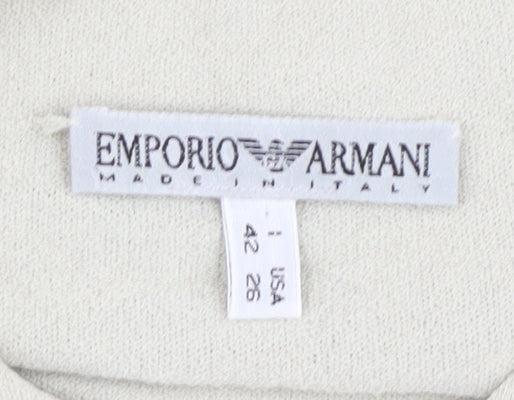 EMPORIO ARMANI
MADE IN ITALY
I 42
USA 26